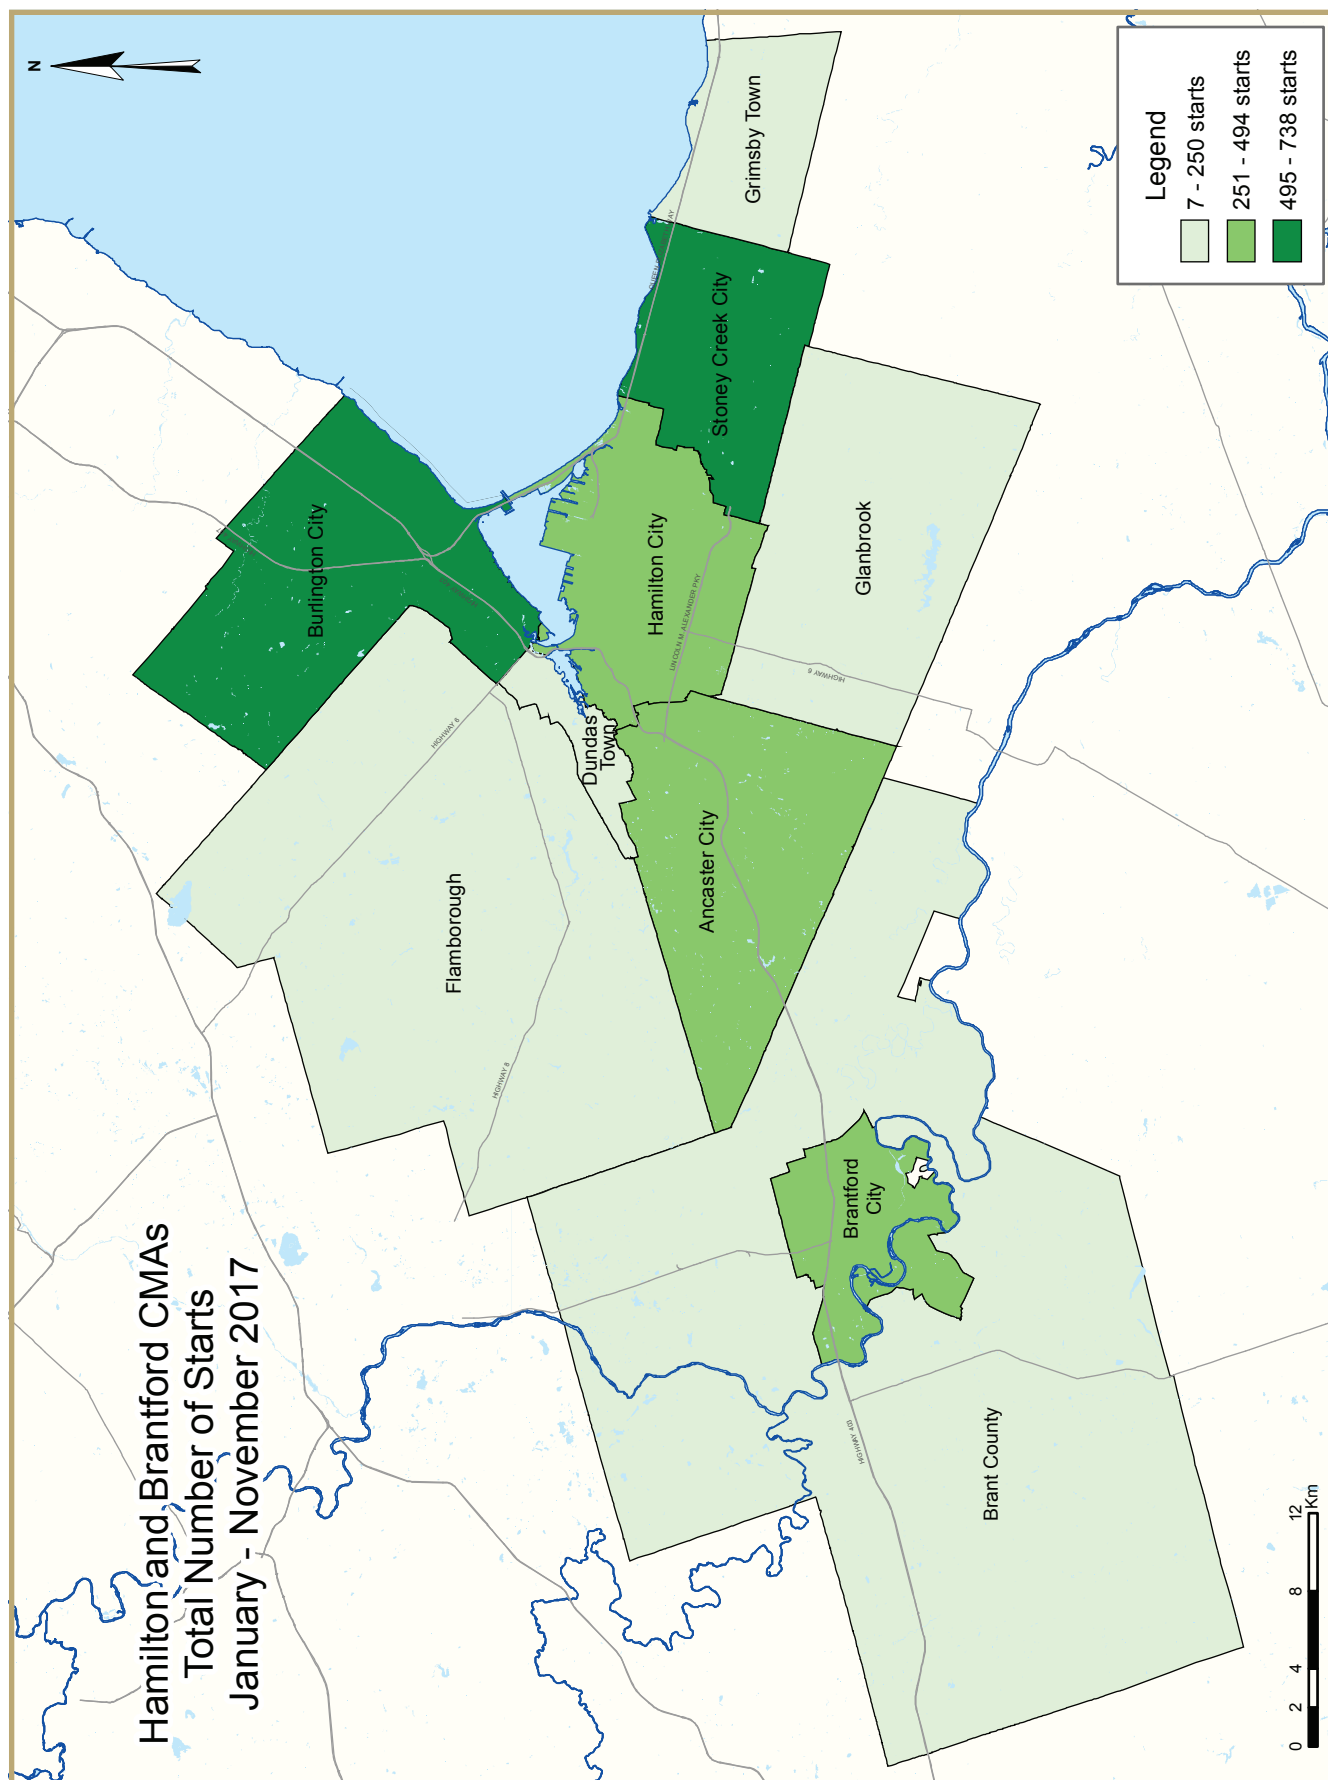 Hamilton and Brantford CMAs
Total Number of Starts
January - November 2017
N
Burlington City
Flamborough
HIGHWAY 6
HIGHWAY 8
Dundas
Town
Hamilton City
LINCOLN M. ALEXANDER PKY
Stoney Creek City
Grimsby Town
Ancaster City
Glanbrook
HIGHWAY 6
Brantford
City
HIGHWAY 403
Brant County
Legend
7 - 250 starts
251 - 494 starts
495 - 738 starts
0 2 4 8 12
Km